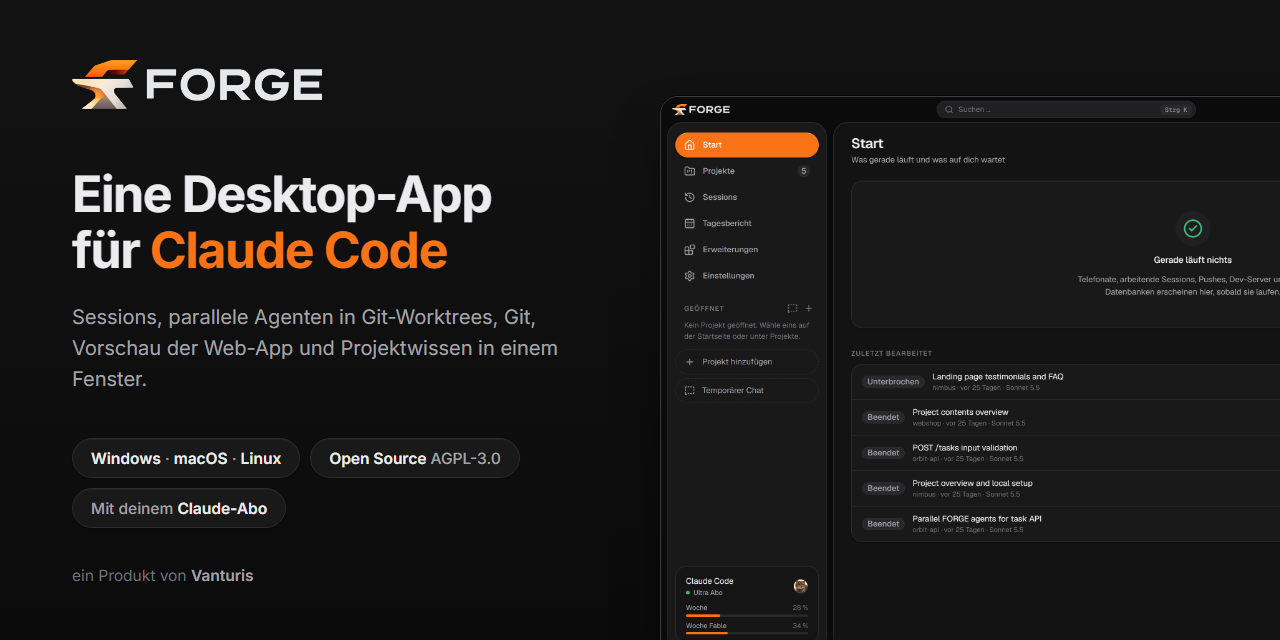 FORGE
Eine Desktop-App
für Claude Code
Sessions, parallele Agenten in Git-Worktrees, Git,
Vorschau der Web-App und Projektwissen in einem
Fenster.
Windows · macOS · Linux
Open Source AGPL-3.0
Mit deinem Claude-Abo
ein Produkt von Vanturis
FORGE
Suchen ...
Strg K
Start
Projekte
5
Sessions
Tagesbericht
Erweiterungen
Einstellungen
GEÖFFNET
Kein Projekt geöffnet. Wähle eins auf
der Startseite oder unter Projekte.
Projekt hinzufügen
Temporärer Chat
Claude Code
Ultra Abo
Woche 28 %
Woche Fable 34 %
Start
Was gerade läuft und was auf dich wartet
Gerade läuft nichts
Telefonate, arbeitende Sessions, Pushes, Dev-Server
Datenbanken erscheinen hier, sobald sie laufen.
ZULETZT BEARBEITET
Unterbrochen
Landing page testimonials and FAQ
nimbus · vor 25 Tagen · Sonnet 5.5
Beendet
Project contents overview
webshop · vor 25 Tagen · Sonnet 5.5
Beendet
POST /tasks input validation
orbit-api · vor 25 Tagen · Sonnet 5.5
Beendet
Project overview and local setup
nimbus · vor 25 Tagen · Sonnet 5.5
Beendet
Parallel FORGE agents for task API
orbit-api · vor 25 Tagen · Sonnet 5.5